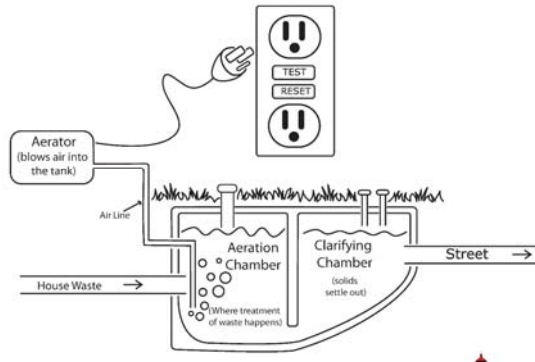 TEST
RESET
Aerator
(blows air into
the tank)
Air Line
Aeration
Chamber
(Where treatment
of waste happens)
Clarifying
Chamber
(solids
settle out)
House Waste →
Street →